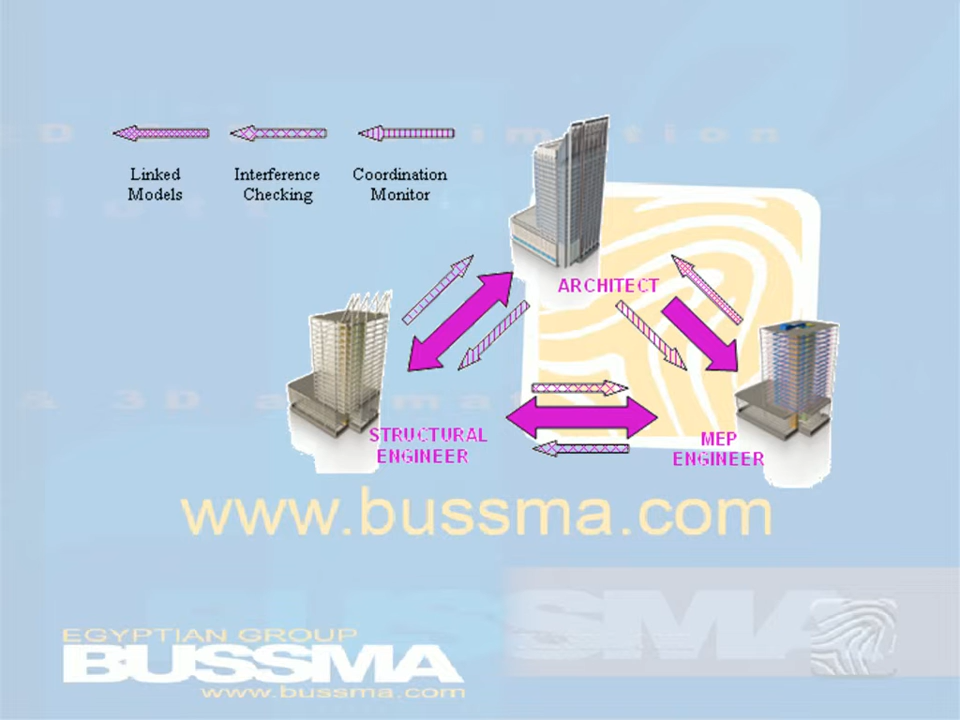 Linked
Models
Interference
Checking
Coordination
Monitor
ARCHITECT
STRUCTURAL
ENGINEER
MEP
ENGINEER
www.bussma.com
BUSSMA
EGYPTIAN GROUP
BUSSMA
www.bussma.com